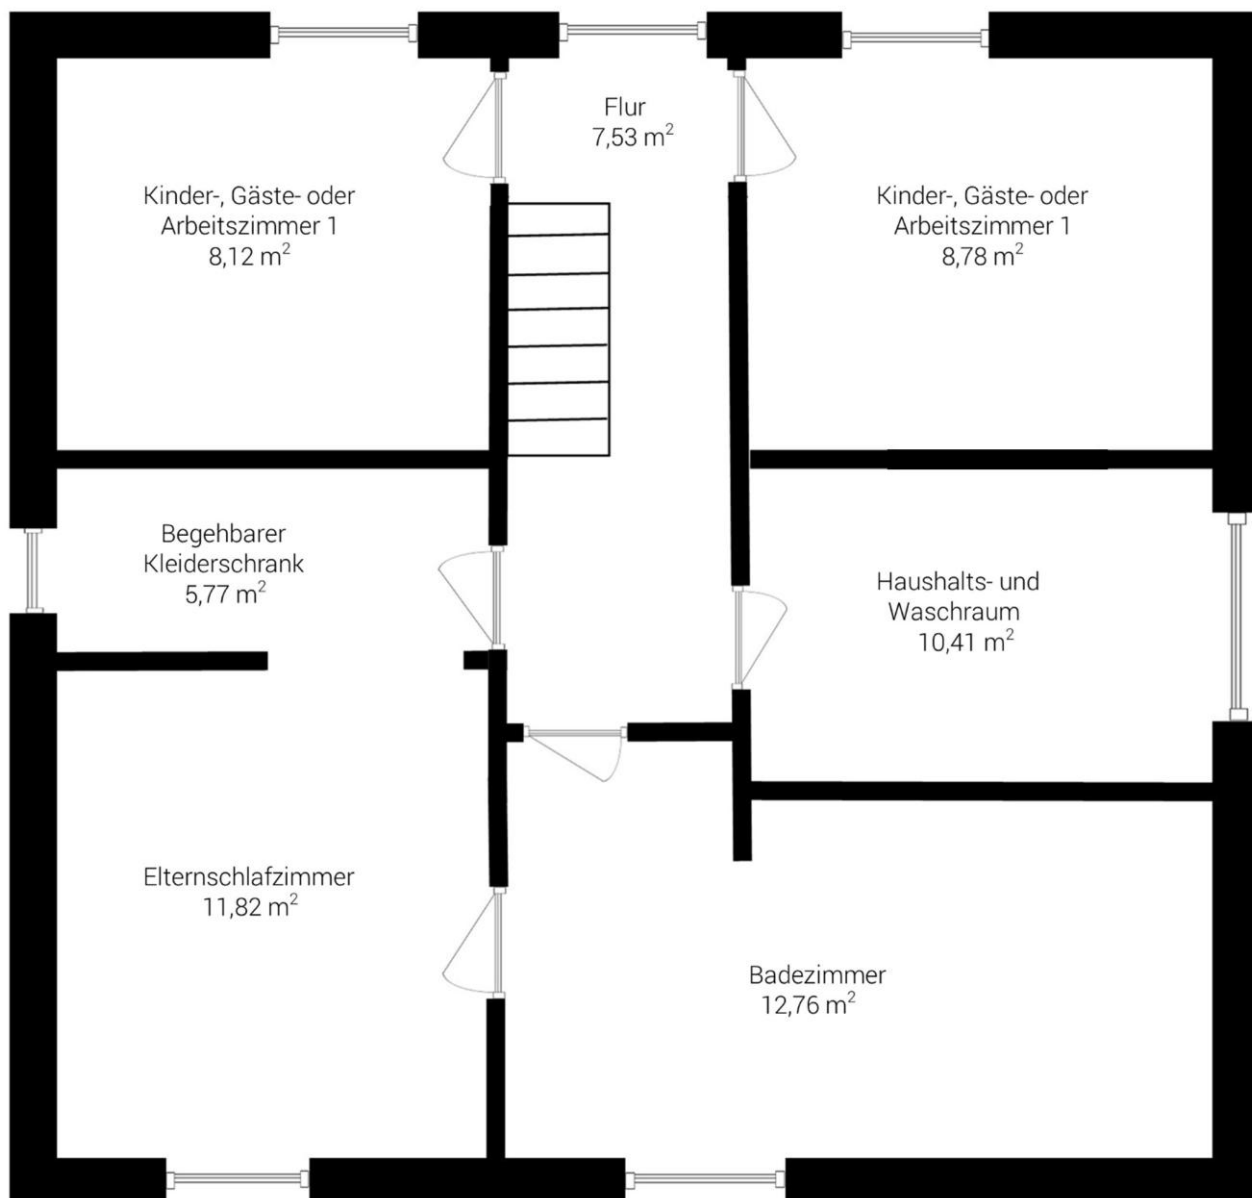 Flur
7,53 m²
Kinder-, Gäste- oder
Arbeitszimmer 1
8,12 m²
Kinder-, Gäste- oder
Arbeitszimmer 1
8,78 m²
Begehbarer
Kleiderschrank
5,77 m²
Haushalts- und
Waschraum
10,41 m²
Elternschlafzimmer
11,82 m²
Badezimmer
12,76 m²